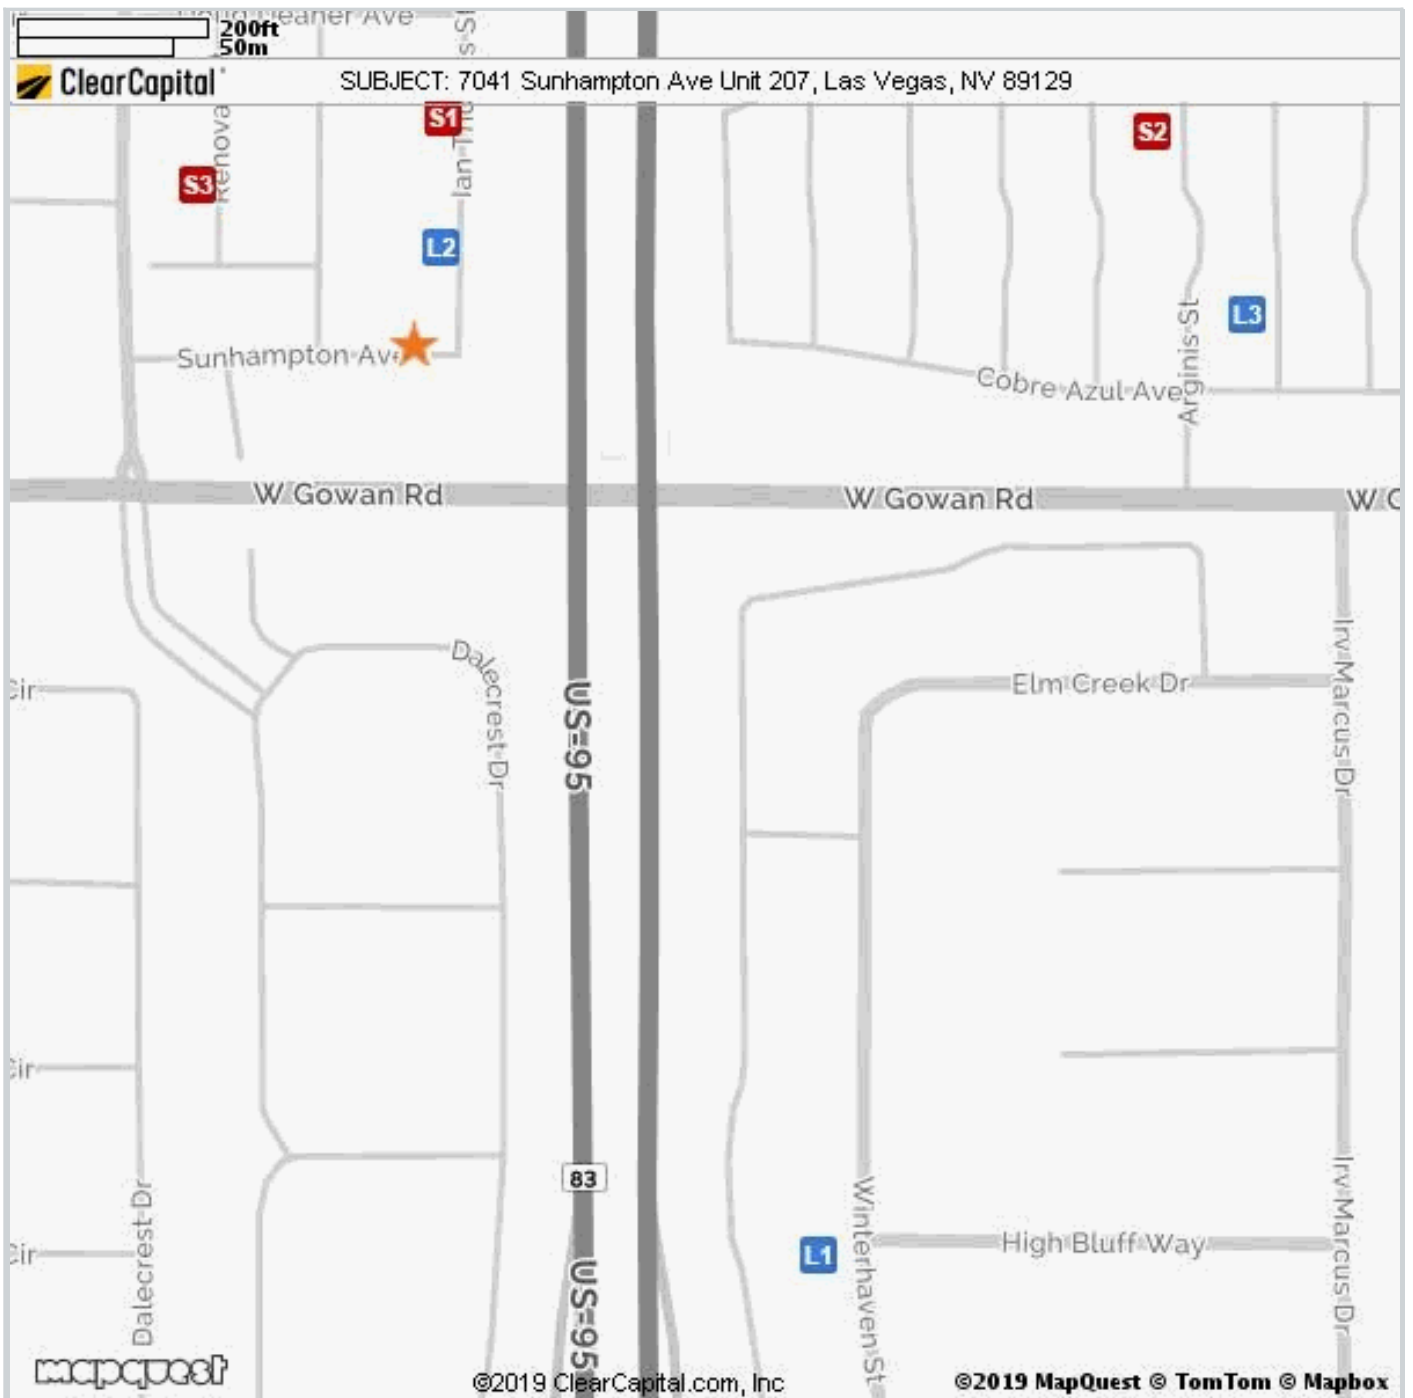 Cleaner Ave
200ft
50m
ClearCapital
SUBJECT: 7041 Sunhampton Ave Unit 207, Las Vegas, NV 89129
S1
S2
S3
L2
L3
Sunhampton Ave
Cobre Azul Ave
Arginis St
W Gowan Rd
W Gowan Rd
Dalecrest Dr
US-95
Elm Creek Dr
Irv Marcus Dr
Cir
Cir
Cir
83
US-95
Dalecrest Dr
L1
Winterhaven St
High Bluff Way
Irv Marcus Dr
mapquest
©2019 ClearCapital.com, Inc
©2019 MapQuest © TomTom © Mapbox